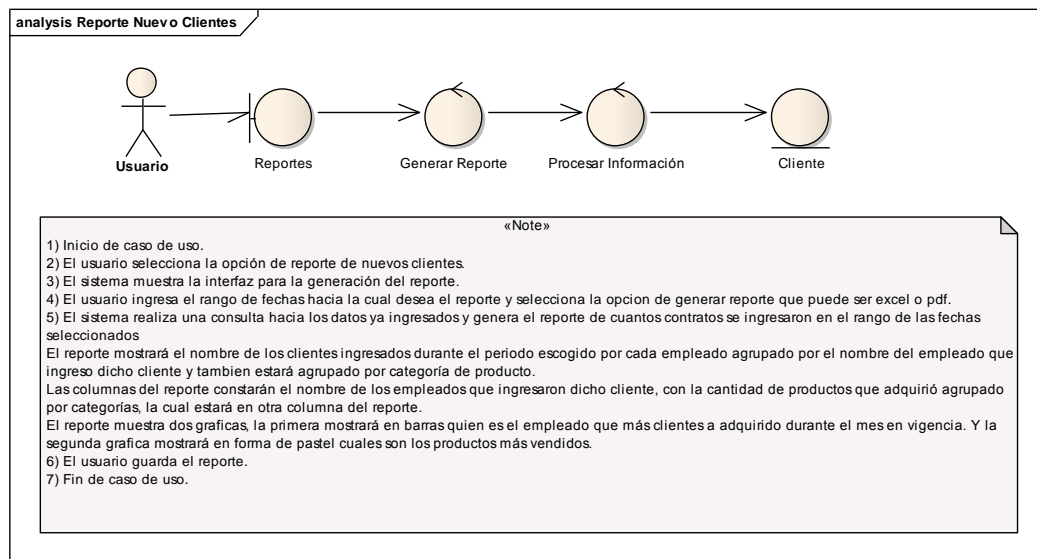 analysis Reporte Nuevo Clientes
Usuario
Reportes
Generar Reporte
Procesar Información
Cliente
«Note»
1) Inicio de caso de uso.
2) El usuario selecciona la opción de reporte de nuevos clientes.
3) El sistema muestra la interfaz para la generación del reporte.
4) El usuario ingresa el rango de fechas hacia la cual desea el reporte y selecciona la opcion de generar reporte que puede ser excel o pdf.
5) El sistema realiza una consulta hacia los datos ya ingresados y genera el reporte de cuantos contratos se ingresaron en el rango de las fechas
seleccionados
El reporte mostrará el nombre de los clientes ingresados durante el periodo escogido por cada empleado agrupado por el nombre del empleado que
ingreso dicho cliente y tambien estará agrupado por categoría de producto.
Las columnas del reporte constarán el nombre de los empleados que ingresaron dicho cliente, con la cantidad de productos que adquirió agrupado
por categorías, la cual estará en otra columna del reporte.
El reporte muestra dos graficas, la primera mostrará en barras quien es el empleado que más clientes a adquirido durante el mes en vigencia. Y la
segunda grafica mostrará en forma de pastel cuales son los productos más vendidos.
6) El usuario guarda el reporte.
7) Fin de caso de uso.